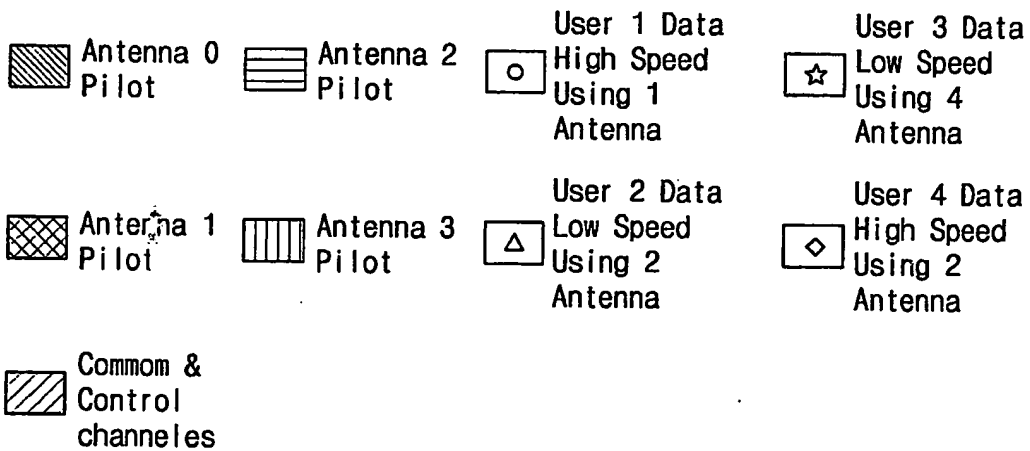 Antenna 0
Pilot
Antenna 2
Pilot
User 1 Data
High Speed
Using 1
Antenna
User 3 Data
Low Speed
Using 4
Antenna
Antenna 1
Pilot
Antenna 3
Pilot
User 2 Data
Low Speed
Using 2
Antenna
User 4 Data
High Speed
Using 2
Antenna
Commom &
Control
channeles